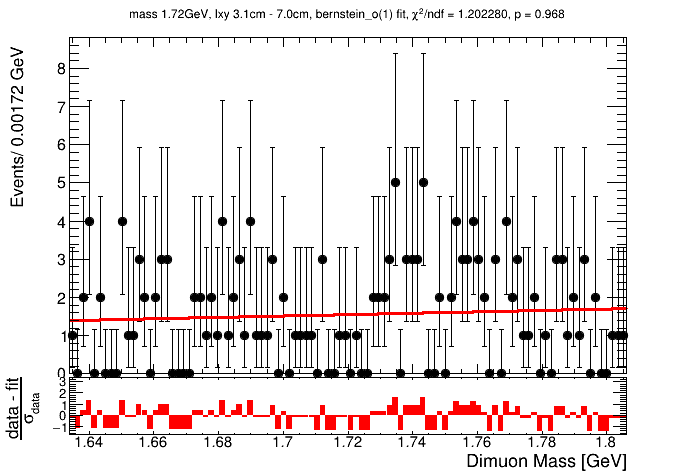 mass 1.72GeV, lxy 3.1cm - 7.0cm, bernstein_o(1) fit, χ²/ndf = 1.202280, p = 0.968
Events/ 0.00172 GeV
8
7
6
5
4
3
2
1
0
data - fit
σdata
3
2
1
0
−1
1.64 1.66 1.68 1.7 1.72 1.74 1.76 1.78 1.8
Dimuon Mass [GeV]